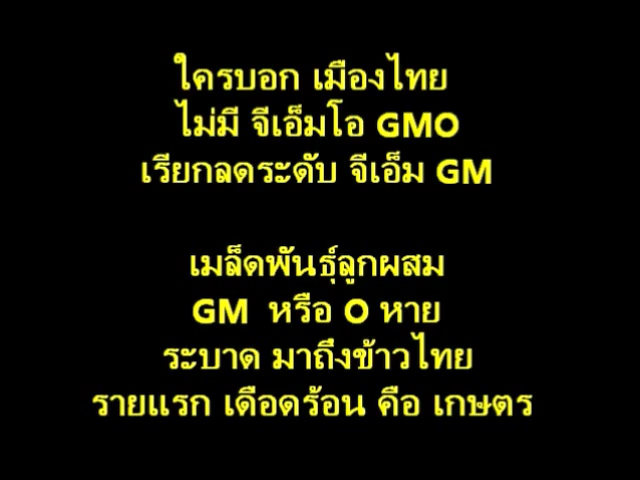 ใครบอก เมืองไทย
ไม่มี จีเอ็มโอ GMO
เรียกลดระดับ จีเอ็ม GM
เมล็ดพันธุ์ลูกผสม
GM หรือ O หาย
ระบาด มาถึงข้าวไทย
รายแรก เดือดร้อน คือ เกษตร